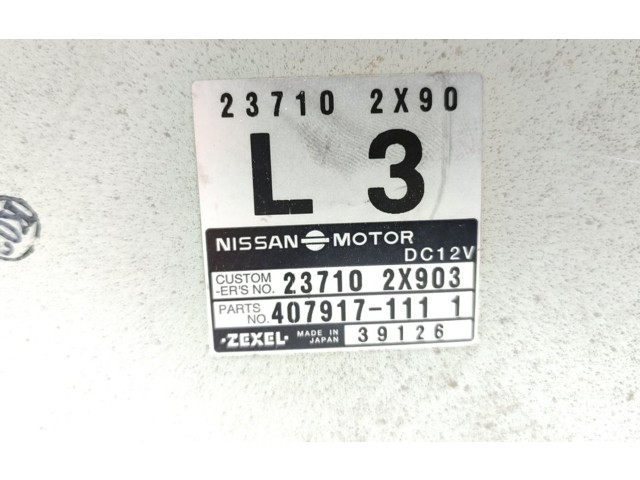 23710 2X90
L 3
NISSAN MOTOR
DC12V
CUSTOM
-ER'S NO. 23710 2X903
PARTS
NO. 407917-111 1
·ZEXEL· MADE IN
JAPAN 39126